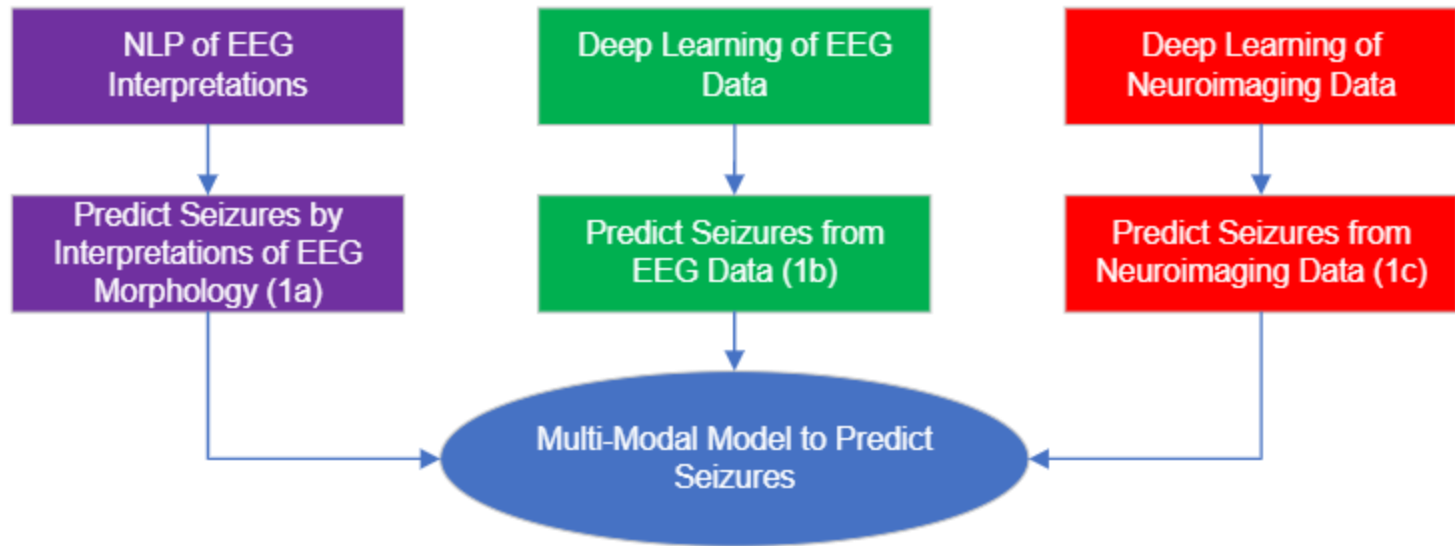 NLP of EEG
Interpretations
Deep Learning of EEG
Data
Deep Learning of
Neuroimaging Data
Predict Seizures by
Interpretations of EEG
Morphology (1a)
Predict Seizures from
EEG Data (1b)
Predict Seizures from
Neuroimaging Data (1c)
Multi-Modal Model to Predict
Seizures